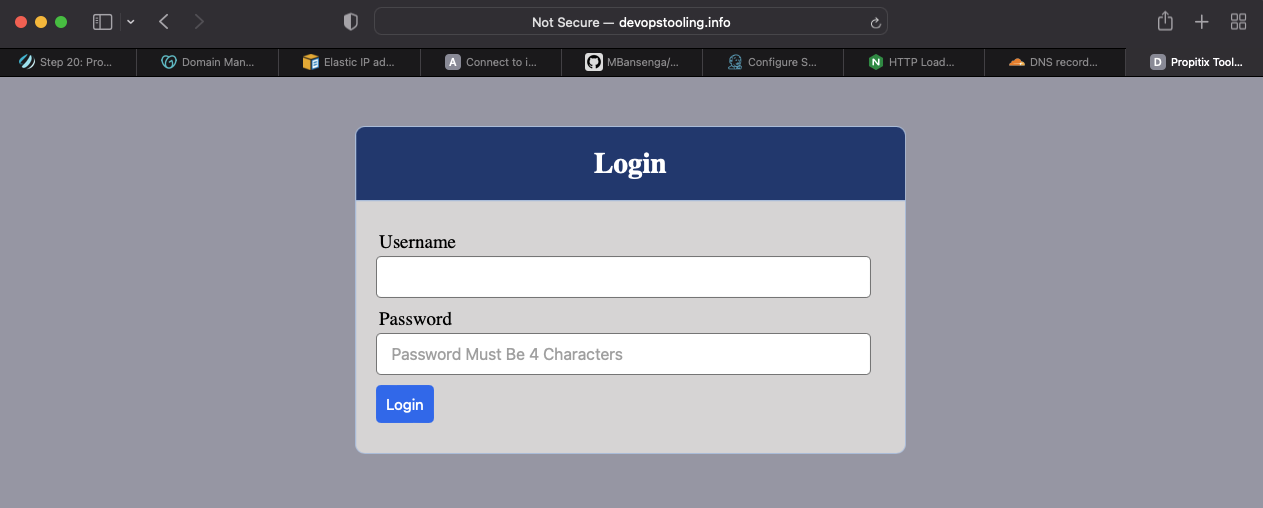 Not Secure — devopstooling.info
Step 20: Pro...
Domain Man...
Elastic IP ad...
A Connect to i...
MBansenga/...
Configure S...
N HTTP Load...
DNS record...
D Propitix Tool...
Login
Username
Password
Password Must Be 4 Characters
Login